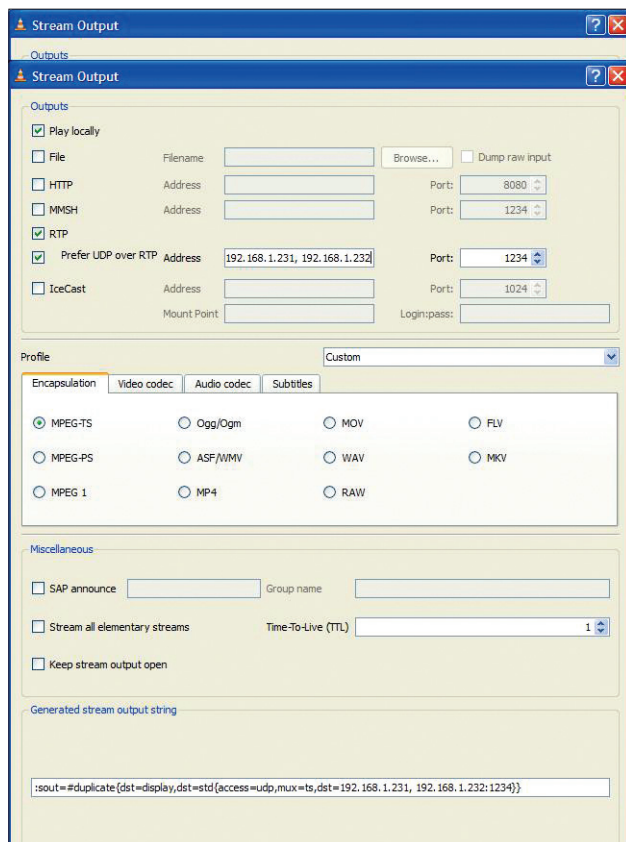 Stream Output
Outputs
Stream Output
Outputs
Play locally
File Filename Browse... Dump raw input
HTTP Address Port: 8080
MMSH Address Port: 1234
RTP
Prefer UDP over RTP Address 192.168.1.231, 192.168.1.232 Port: 1234
IceCast Address Port: 1024
Mount Point Login:pass:
Profile Custom
Encapsulation Video codec Audio codec Subtitles
MPEG-TS Ogg/Ogm MOV FLV
MPEG-PS ASF/WMV WAV MKV
MPEG 1 MP4 RAW
Miscellaneous
SAP announce Group name
Stream all elementary streams Time-To-Live (TTL) 1
Keep stream output open
Generated stream output string
:sout=#duplicate{dst=display,dst=std{access=udp,mux=ts,dst=192.168.1.231, 192.168.1.232:1234}}